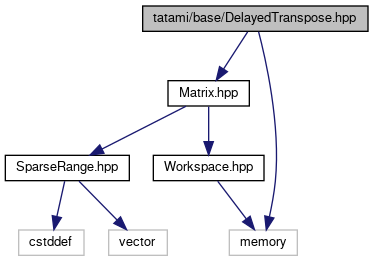 tatami/base/DelayedTranspose.hpp
Matrix.hpp
SparseRange.hpp
Workspace.hpp
cstddef
vector
memory